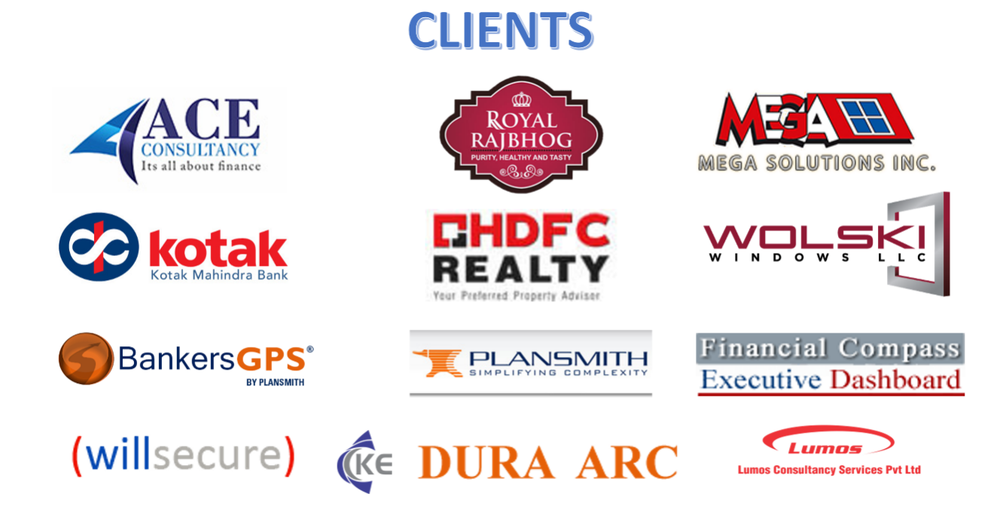 CLIENTS
ACE
CONSULTANCY
Its all about finance
ROYAL
RAJBHOG
PURITY, HEALTHY AND TASTY
MEGA
MEGA SOLUTIONS INC.
kotak
Kotak Mahindra Bank
HDFC
REALTY
Your Preferred Property Advisor
WOLSKI
WINDOWS LLC
BankersGPS®
BY PLANSMITH
PLANSMITH
SIMPLIFYING COMPLEXITY
Financial Compass
Executive Dashboard
(willsecure)
KE
DURA ARC
Lumos
Lumos Consultancy Services Pvt Ltd